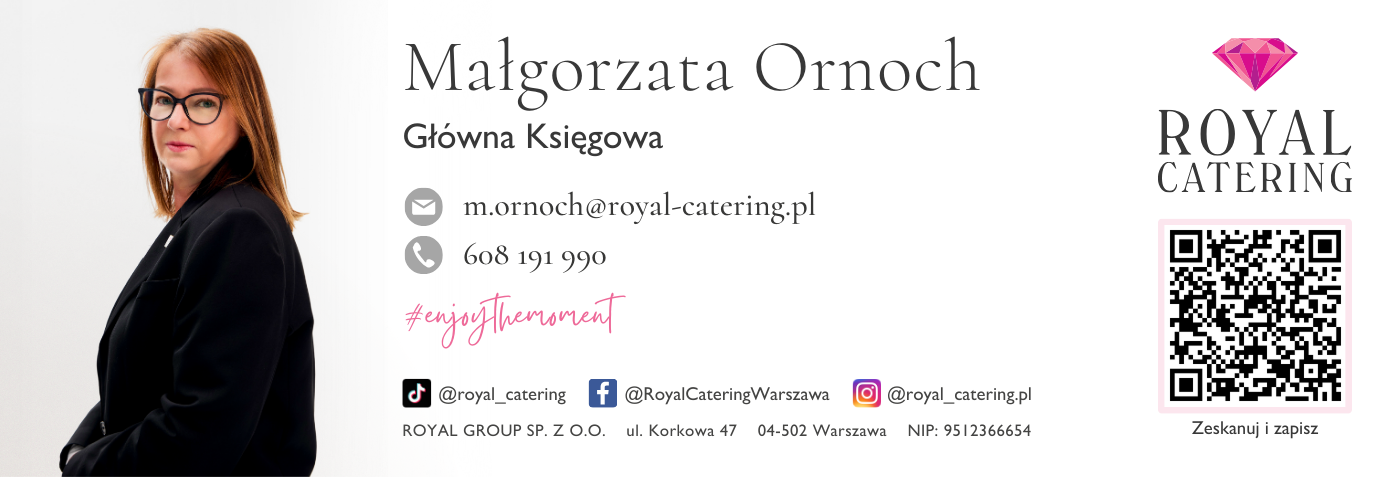 Małgorzata Ornoch
Główna Księgowa
m.ornoch@royal-catering.pl
608 191 990
#enjoythemoment
@royal_catering @RoyalCateringWarszawa @royal_catering.pl
ROYAL GROUP SP. Z O.O. ul. Korkowa 47 04-502 Warszawa NIP: 9512366654
ROYAL
CATERING
Zeskanuj i zapisz